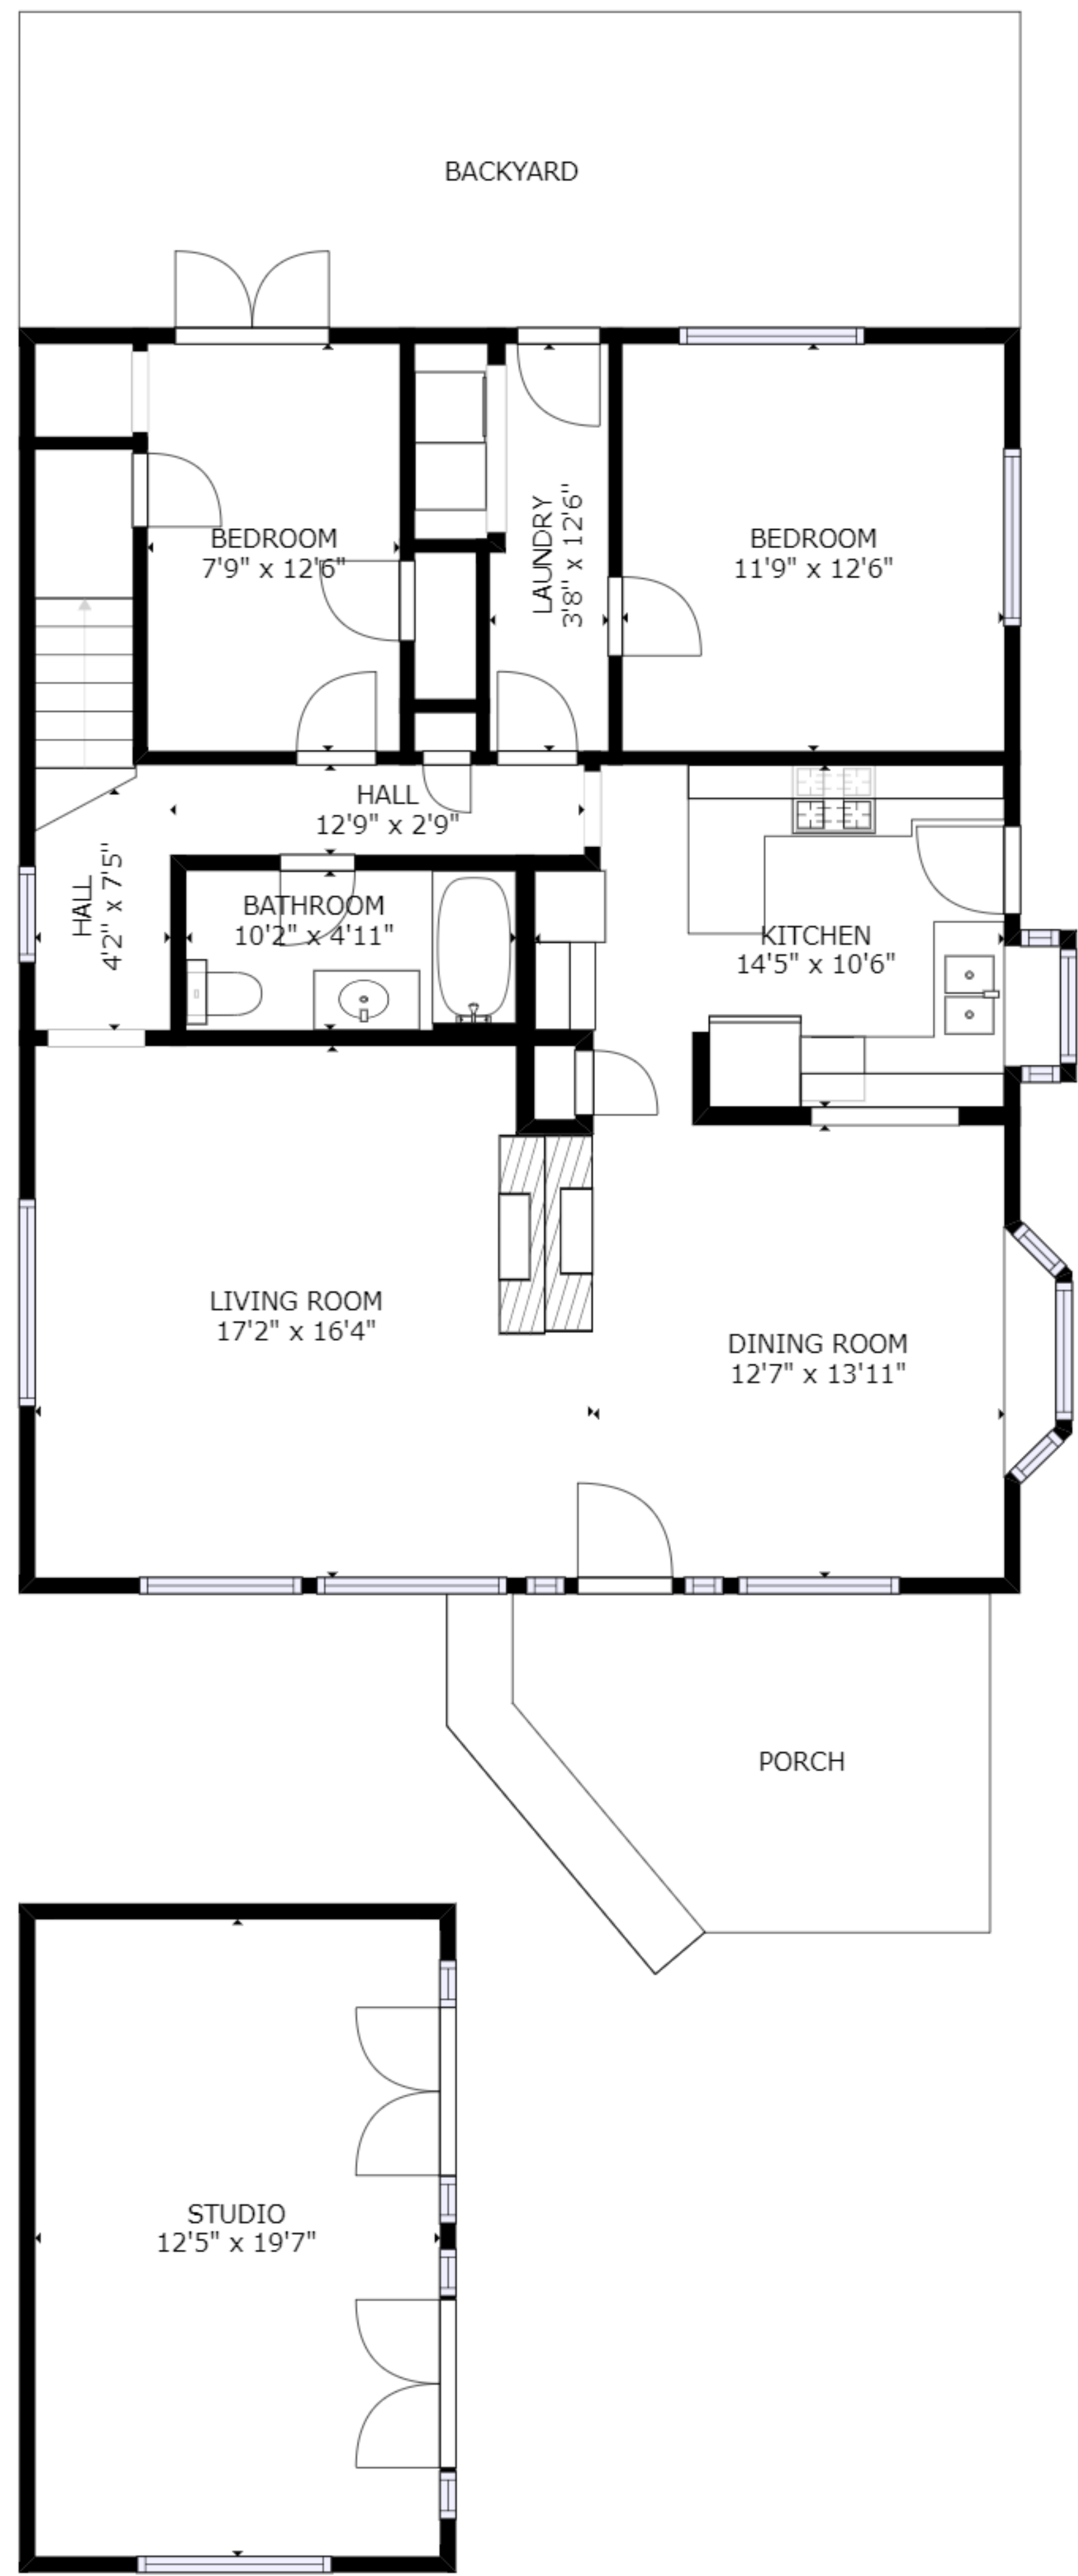 BACKYARD
BEDROOM
7'9" x 12'6"
LAUNDRY
3'8" x 12'6"
BEDROOM
11'9" x 12'6"
HALL
12'9" x 2'9"
HALL
4'2" x 7'5"
BATHROOM
10'2" x 4'11"
KITCHEN
14'5" x 10'6"
LIVING ROOM
17'2" x 16'4"
DINING ROOM
12'7" x 13'11"
PORCH
STUDIO
12'5" x 19'7"